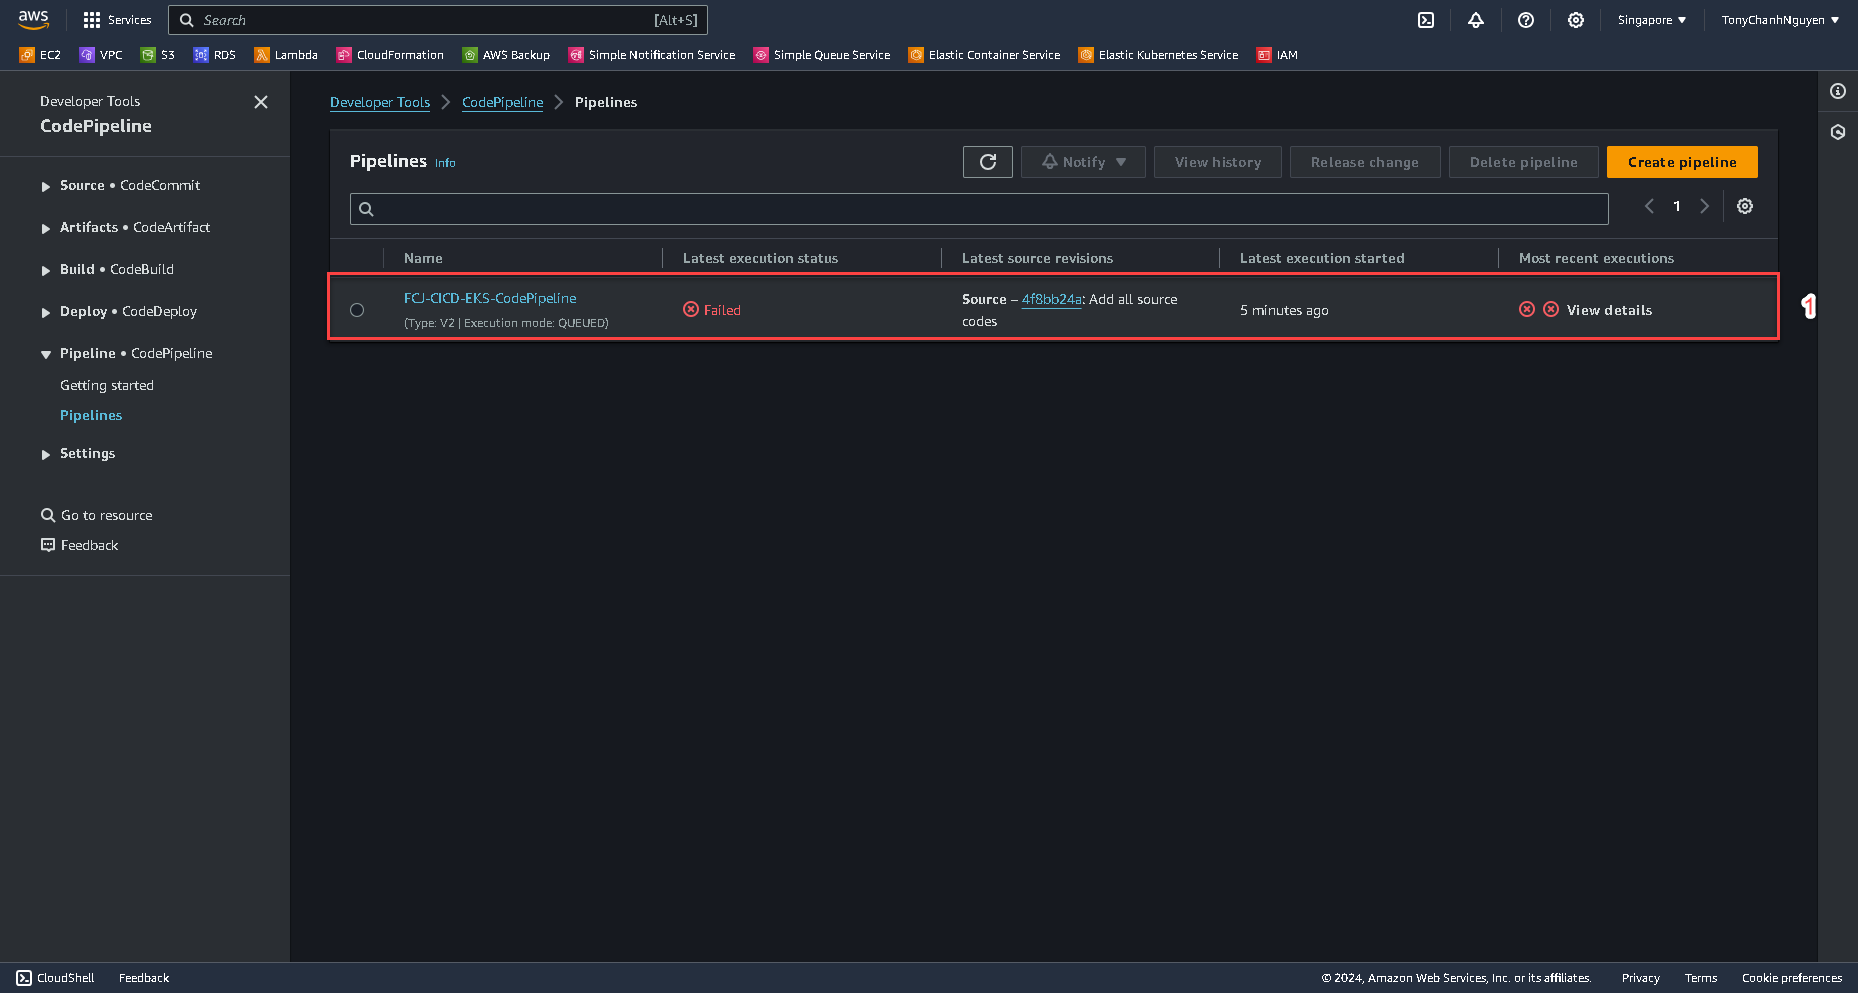 aws
Services
Search
[Alt+S]
Singapore
TonyChanhNguyen
EC2
VPC
S3
RDS
Lambda
CloudFormation
AWS Backup
Simple Notification Service
Simple Queue Service
Elastic Container Service
Elastic Kubernetes Service
IAM
Developer Tools
CodePipeline
Source • CodeCommit
Artifacts • CodeArtifact
Build • CodeBuild
Deploy • CodeDeploy
Pipeline • CodePipeline
Getting started
Pipelines
Settings
Go to resource
Feedback
Developer Tools
CodePipeline
Pipelines
Pipelines
Info
Notify
View history
Release change
Delete pipeline
Create pipeline
1
Name
Latest execution status
Latest source revisions
Latest execution started
Most recent executions
FCJ-CICD-EKS-CodePipeline
(Type: V2 | Execution mode: QUEUED)
Failed
Source – 4f8bb24a: Add all source
codes
5 minutes ago
View details
1
CloudShell
Feedback
© 2024, Amazon Web Services, Inc. or its affiliates.
Privacy
Terms
Cookie preferences